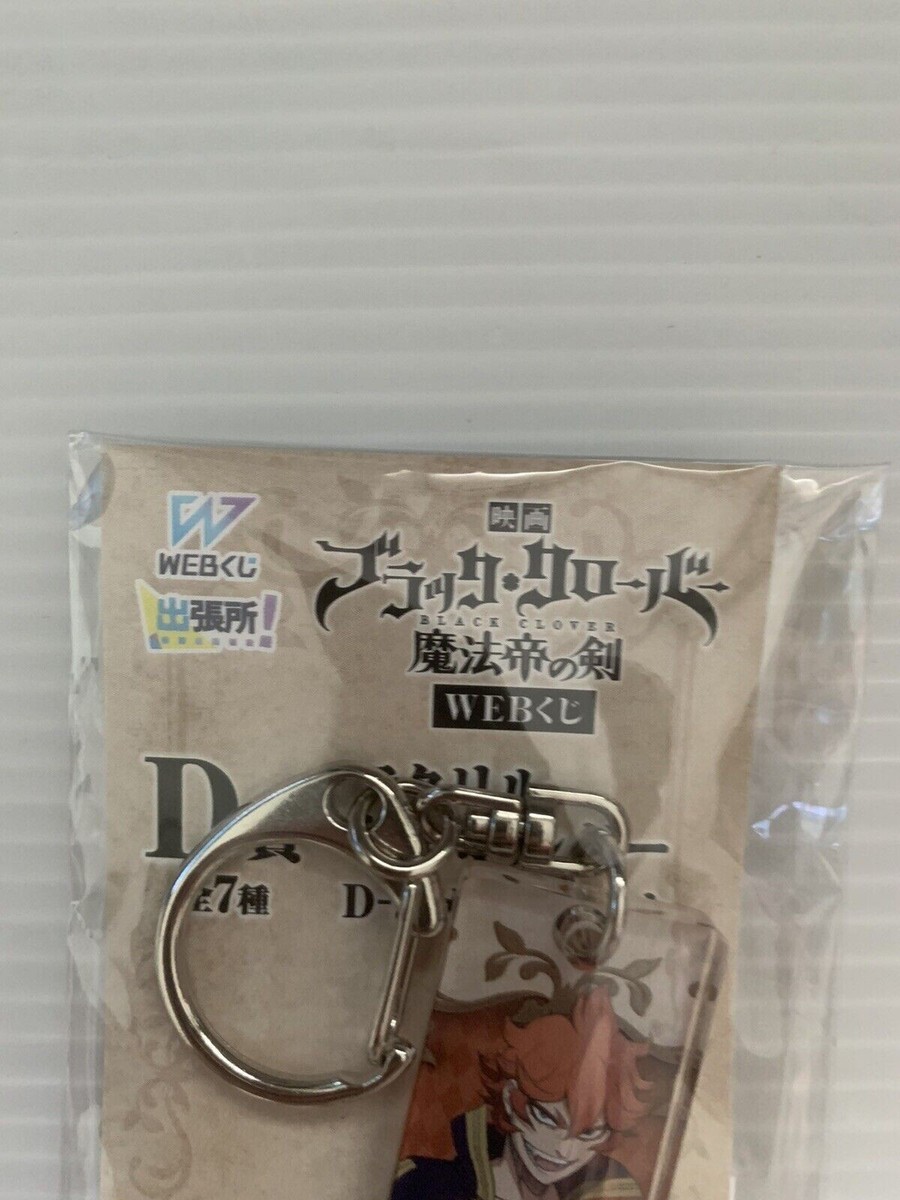 WEBくじ
出張所!
映画
ブラック・クローバー
BLACK CLOVER
魔法帝の剣
WEBくじ
D
全7種
D-